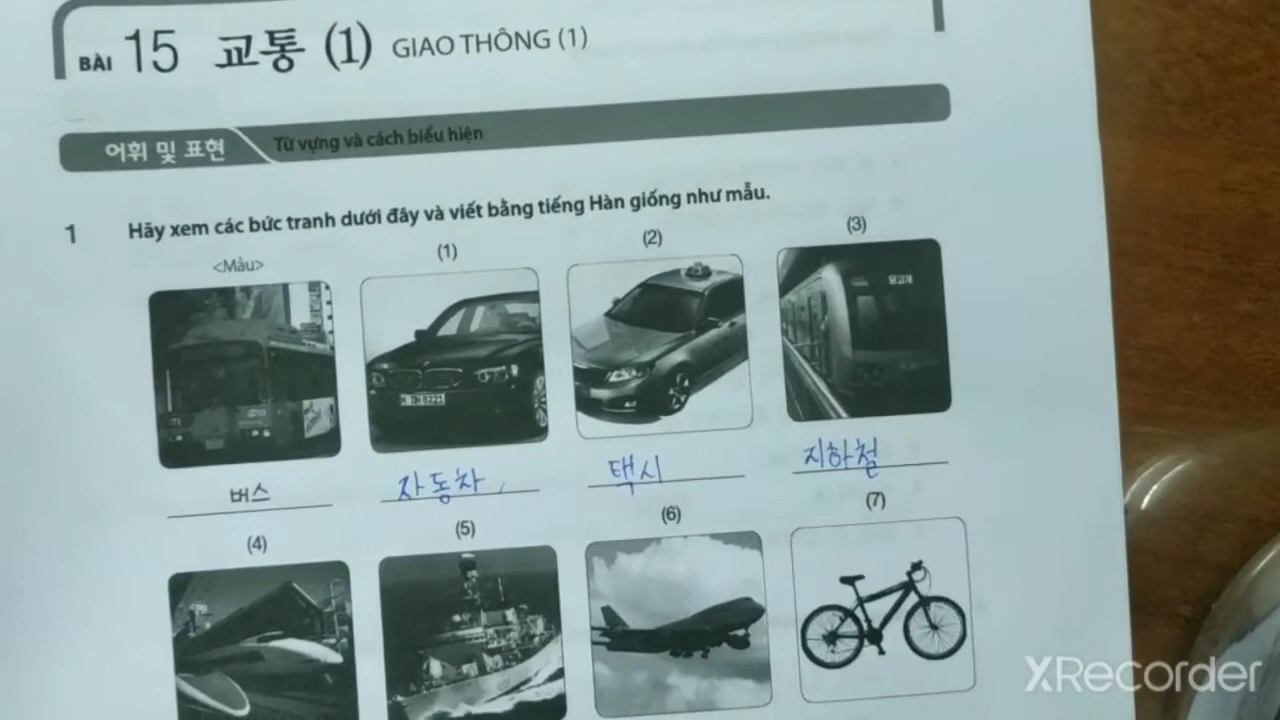 BÀI 15 교통 (1) GIAO THÔNG (1)
어휘 및 표현 Từ vựng và cách biểu hiện
1 Hãy xem các bức tranh dưới đây và viết bằng tiếng Hàn giống như mẫu.
<Mẫu> (1) (2) (3)
버스 자동차 택시 지하철
(4) (5) (6) (7)
XRecorder